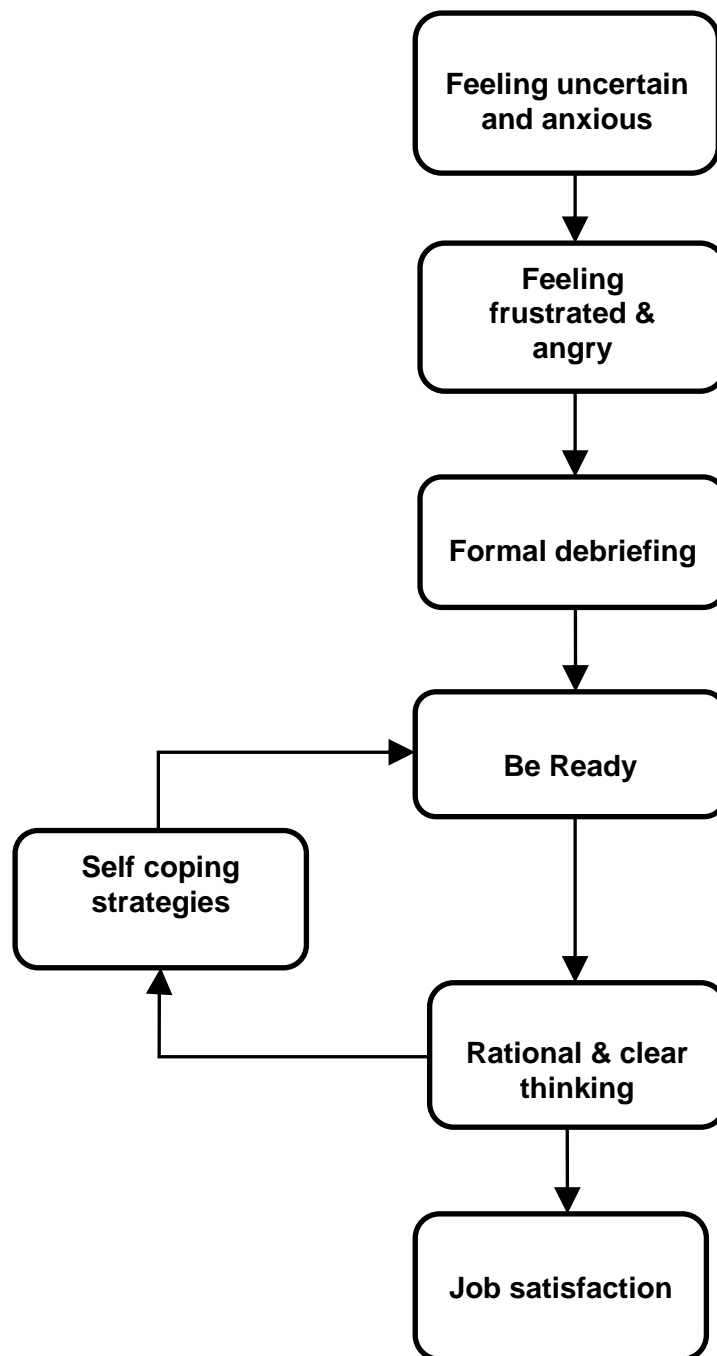 Feeling uncertain
and anxious
Feeling
frustrated &
angry
Formal debriefing
Be Ready
Self coping
strategies
Rational & clear
thinking
Job satisfaction